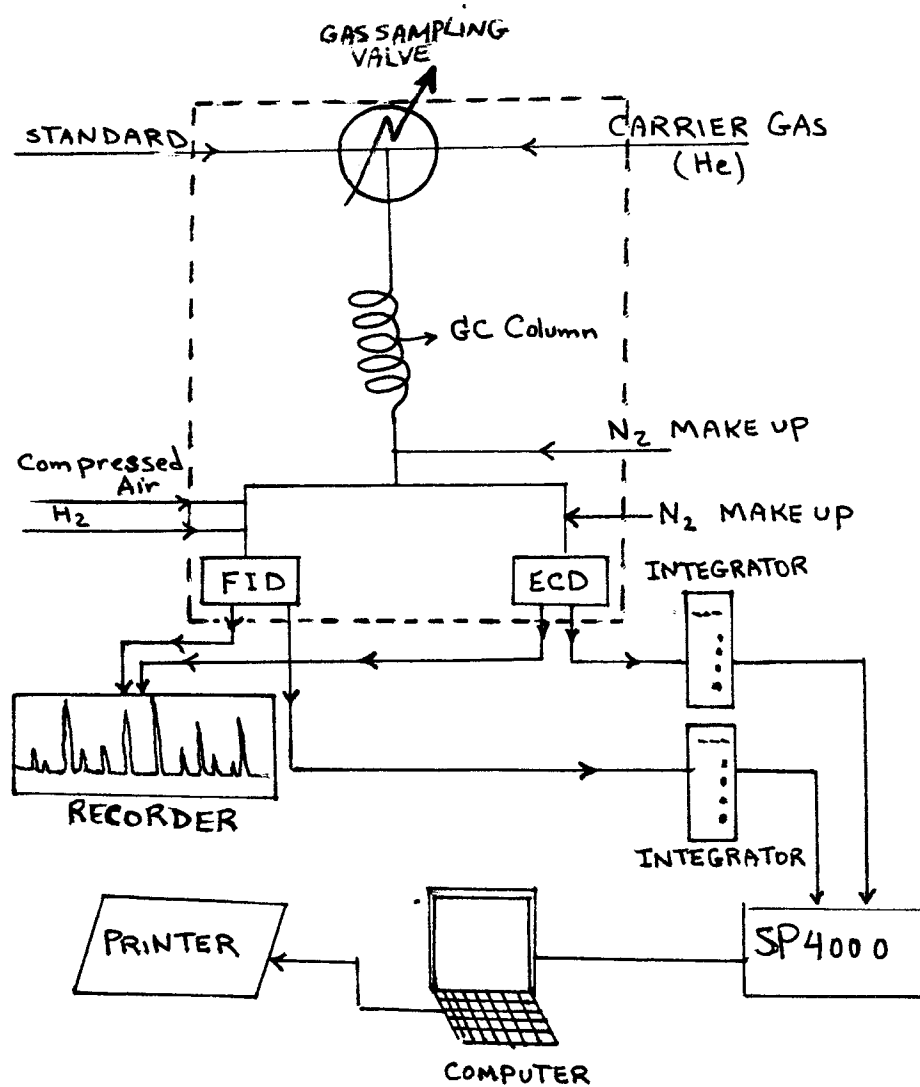 GAS SAMPLING
VALVE
STANDARD
CARRIER GAS
(He)
GC Column
N2 MAKE UP
Compressed
Air
H2
N2 MAKE UP
FID
ECD
INTEGRATOR
RECORDER
INTEGRATOR
PRINTER
SP4000
COMPUTER